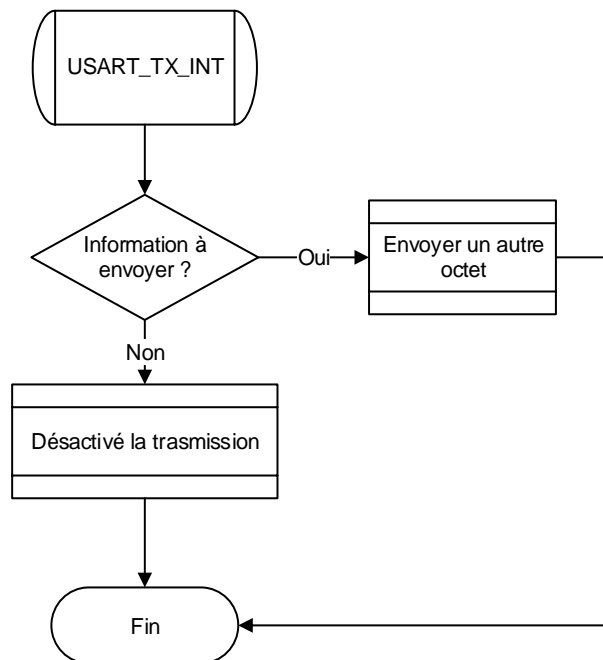 USART_TX_INT
Information à
envoyer ?
Oui
Envoyer un autre
octet
Non
Désactivé la trasmission
Fin